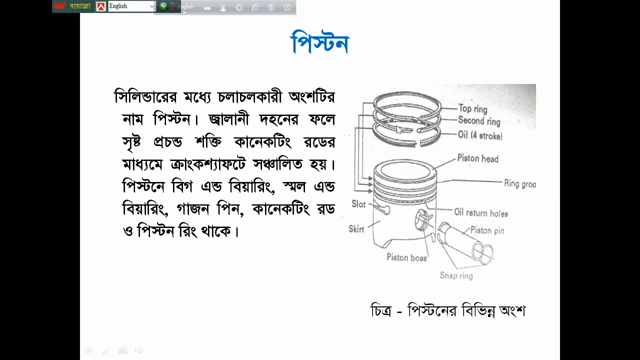 English
পিস্টন
সিলিন্ডারের মধ্যে চলাচলকারী অংশটির
নাম পিস্টন। জ্বালানী দহনের ফলে
সৃষ্ট প্রচন্ড শক্তি কানেকটিং রডের
মাধ্যমে ক্রাংকশ্যাফটে সঞ্চালিত হয়।
পিস্টনে বিগ এন্ড বিয়ারিং, স্মল এন্ড
বিয়ারিং, গাজন পিন, কানেকটিং রড
ও পিস্টন রিং থাকে।
Top ring
Second ring
Oil (4 stroke)
Piston head
Ring groo
Slot
Oil return holes
Skirt
Piston pin
Piston boss
Snap ring
চিত্র - পিস্টনের বিভিন্ন অংশ